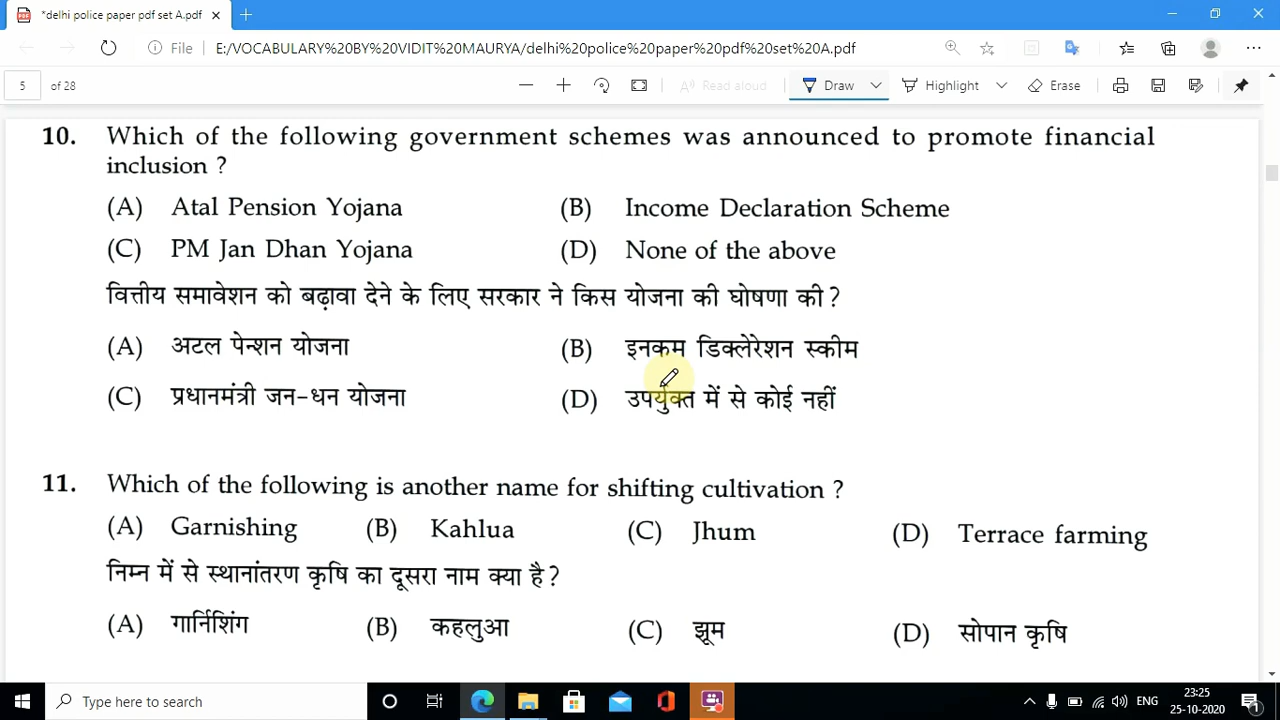 *delhi police paper pdf set A.pdf
File E:/VOCABULARY%20BY%20VIDIT%20MAURYA/delhi%20police%20paper%20pdf%20set%20A.pdf
5 of 28 Read aloud Draw Highlight Erase
10. Which of the following government schemes was announced to promote financial
inclusion ?
(A) Atal Pension Yojana (B) Income Declaration Scheme
(C) PM Jan Dhan Yojana (D) None of the above
वित्तीय समावेशन को बढ़ावा देने के लिए सरकार ने किस योजना की घोषणा की ?
(A) अटल पेन्शन योजना (B) इनकम डिक्लेरेशन स्कीम
(C) प्रधानमंत्री जन-धन योजना (D) उपर्युक्त में से कोई नहीं
11. Which of the following is another name for shifting cultivation ?
(A) Garnishing (B) Kahlua (C) Jhum (D) Terrace farming
निम्न में से स्थानांतरण कृषि का दूसरा नाम क्या है ?
(A) गार्निशिंग (B) कहलुआ (C) झूम (D) सोपान कृषि
Type here to search ENG 23:25
25-10-2020 1